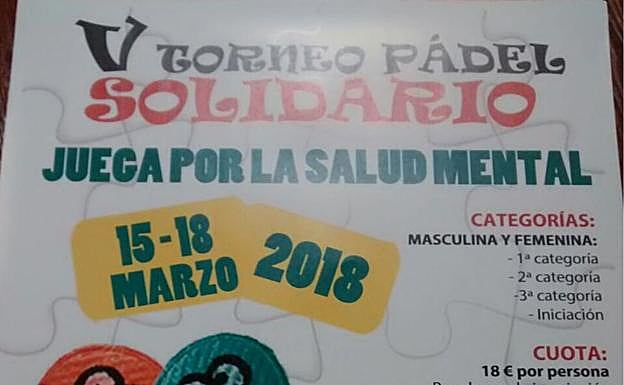 V TORNEO PÁDEL
SOLIDARIO
JUEGA POR LA SALUD MENTAL
15-18
MARZO
2018
CATEGORÍAS:
MASCULINA Y FEMENINA:
- 1ª categoría
- 2ª categoría
-3ª categoría
- Iniciación
CUOTA:
18 € por persona